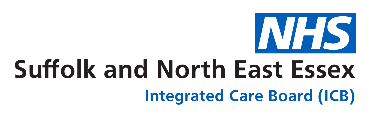 NHS
Suffolk and North East Essex
Integrated Care Board (ICB)